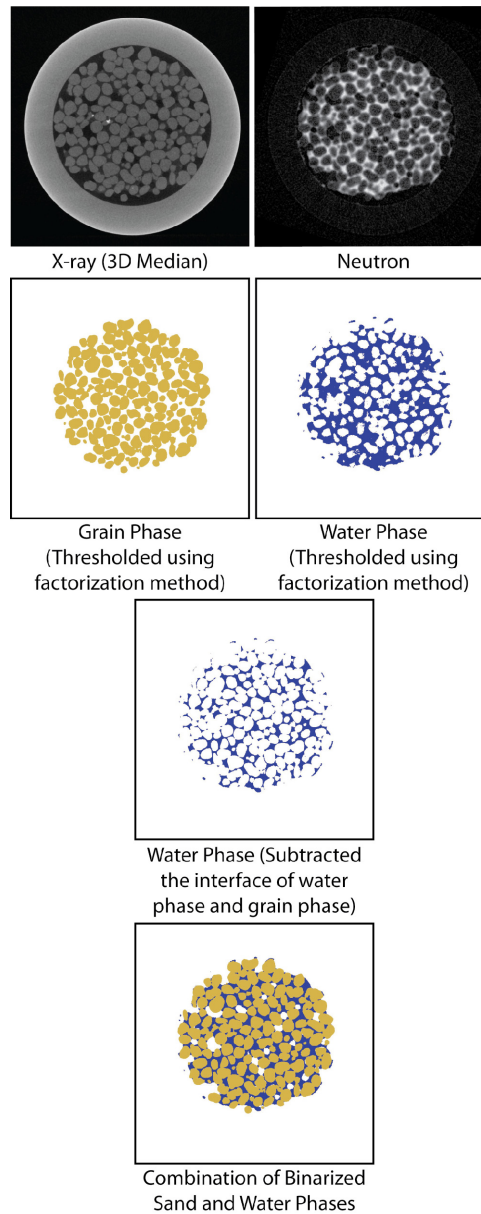 X-ray (3D Median)
Neutron
Grain Phase
(Thresholded using
factorization method)
Water Phase
(Thresholded using
factorization method)
Water Phase (Subtracted
the interface of water
phase and grain phase)
Combination of Binarized
Sand and Water Phases